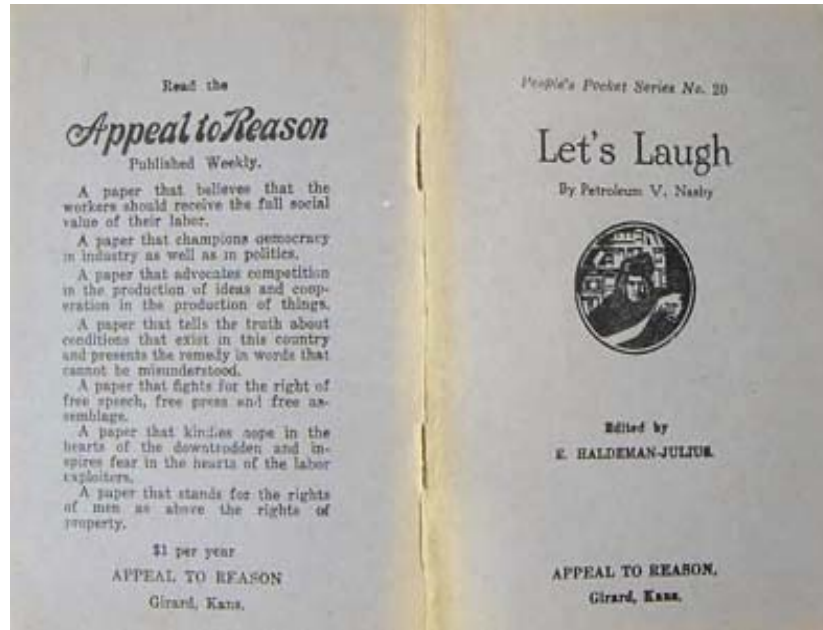 Read the
Appeal to Reason
Published Weekly.
A paper that believes that the
workers should receive the full social
value of their labor.
A paper that champions democracy
in industry as well as in politics.
A paper that advocates competition
in the production of ideas and coop-
eration in the production of things.
A paper that tells the truth about
conditions that exist in this country
and presents the remedy in words that
cannot be misunderstood.
A paper that fights for the right of
free speech, free press and free as-
semblage.
A paper that kindles hope in the
hearts of the downtrodden and in-
spires fear in the hearts of the labor
exploiters.
A paper that stands for the rights
of men as above the rights of
property.
$1 per year
APPEAL TO REASON
Girard, Kans.
People's Pocket Series No. 20
Let's Laugh
By Petroleum V. Nasby
Edited by
E. HALDEMAN-JULIUS.
APPEAL TO REASON,
Girard, Kans.